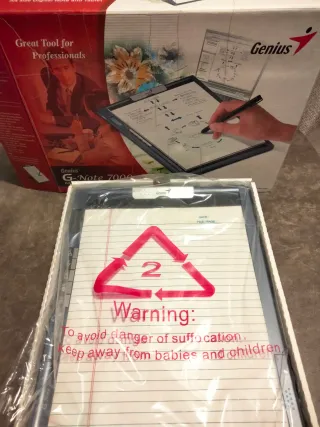 Great Tool for
Professionals
Genius
Genius
G-Note 7000
2
Warning:
To avoid danger of suffocation.
Keep away from babies and children